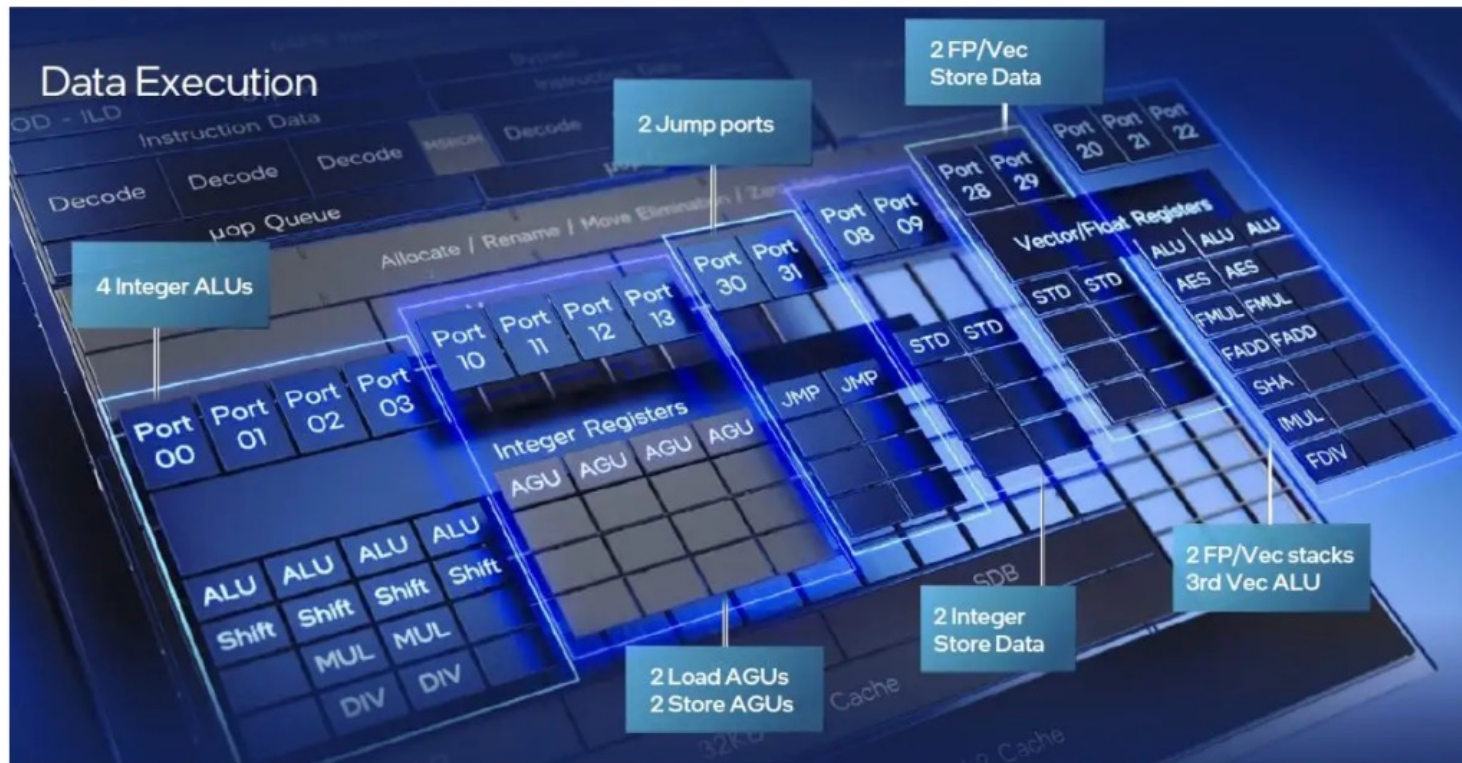 Data Execution
OD - ILD
Instruction Data
Decode Decode Decode MSROM Decode
μop Queue
μop
Allocate / Rename / Move Elimination / Zero
4 Integer ALUs
2 Jump ports
2 FP/Vec
Store Data
Port 00
Port 01
Port 02
Port 03
ALU ALU ALU ALU
Shift Shift Shift Shift
MUL MUL
DIV DIV
Port 10
Port 11
Port 12
Port 13
Integer Registers
AGU AGU AGU AGU
2 Load AGUs
2 Store AGUs
Port 30
Port 31
JMP JMP
Port 08
Port 09
STD STD
2 Integer
Store Data
Port 28
Port 29
Vector/Float Registers
STD STD
Port 20
Port 21
Port 22
ALU ALU ALU
AES AES
FMUL FMUL
FADD FADD
SHA
IMUL
FDIV
2 FP/Vec stacks
3rd Vec ALU
SDB
32KB
Cache
Cache